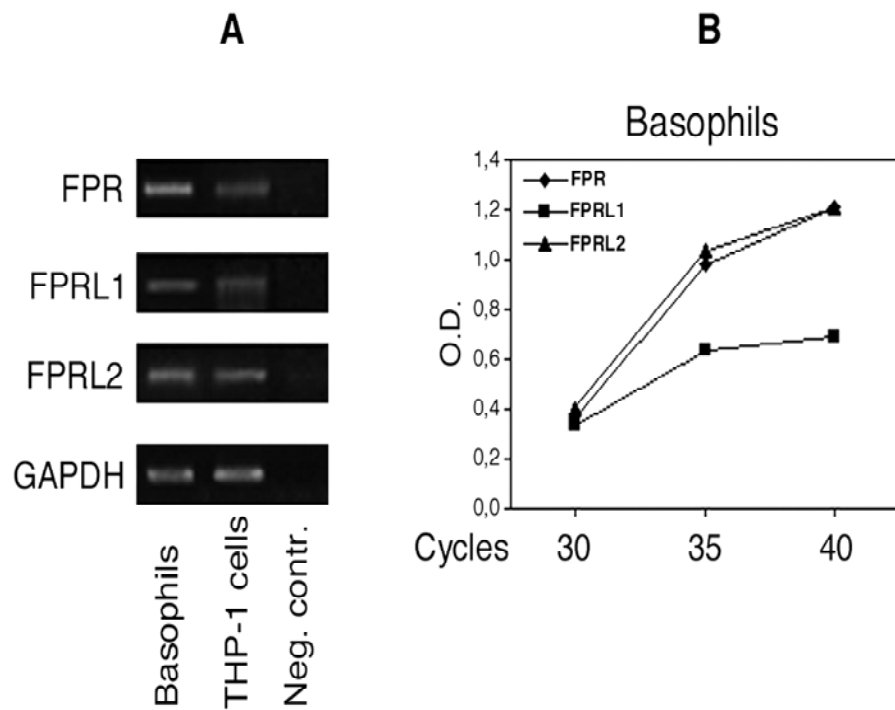 A
FPR
FPRL1
FPRL2
GAPDH
Basophils
THP-1 cells
Neg. contr.
B
Basophils
1,4
1,2
1,0
0,8
0,6
0,4
0,2
0,0
O.D.
FPR
FPRL1
FPRL2
Cycles 30 35 40